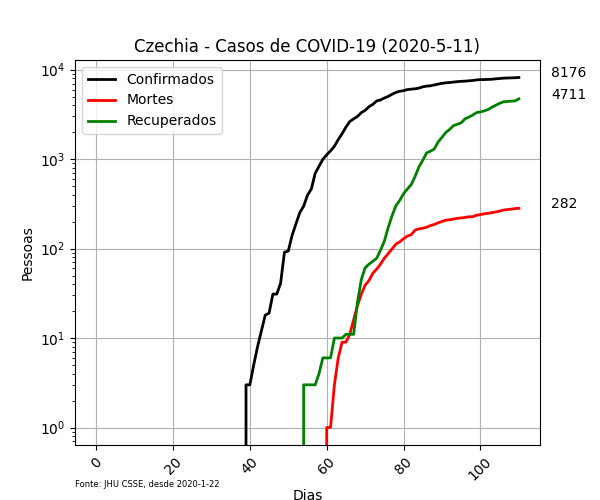 Czechia - Casos de COVID-19 (2020-5-11)
Confirmados
Mortes
Recuperados
8176
4711
282
10^4
10^3
10^2
10^1
10^0
Pessoas
0 20 40 60 80 100
Dias
Fonte: JHU CSSE, desde 2020-1-22